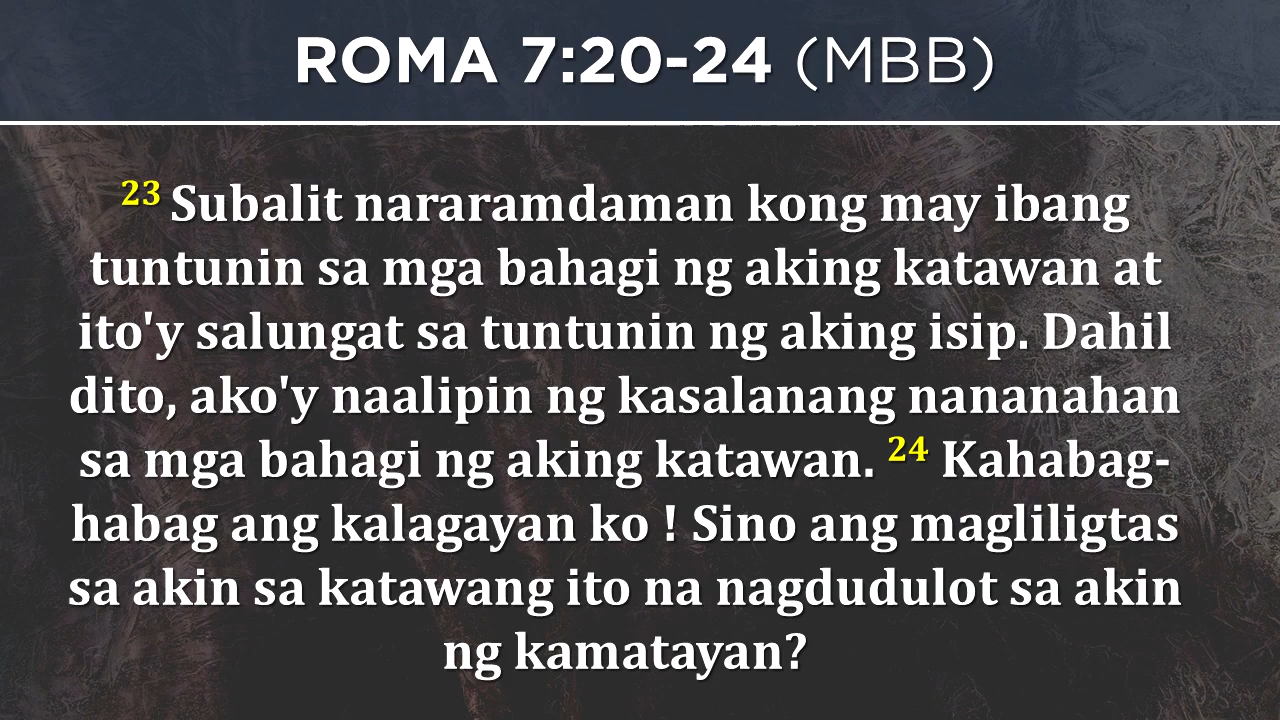 ROMA 7:20-24 (MBB)
23 Subalit nararamdaman kong may ibang
tuntunin sa mga bahagi ng aking katawan at
ito'y salungat sa tuntunin ng aking isip. Dahil
dito, ako'y naalipin ng kasalanang nananahan
sa mga bahagi ng aking katawan. 24 Kahabag-
habag ang kalagayan ko ! Sino ang magliligtas
sa akin sa katawang ito na nagdudulot sa akin
ng kamatayan?